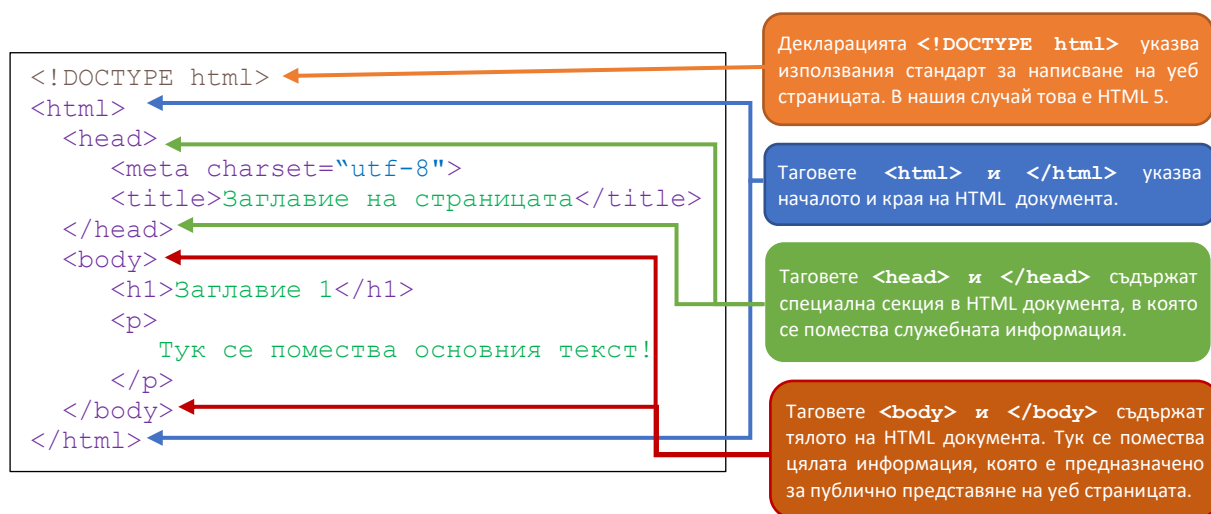 <!DOCTYPE html>
<html>
<head>
<meta charset=“utf-8">
<title>Заглавие на страницата</title>
</head>
<body>
<h1>Заглавие 1</h1>
<p>
Тук се помества основния текст!
</p>
</body>
</html>
Декларацията <!DOCTYPE html> указва
използвания стандарт за написване на уеб
страницата. В нашия случай това е HTML 5.
Таговете <html> и </html> указва
началото и края на HTML документа.
Таговете <head> и </head> съдържат
специална секция в HTML документа, в която
се помества служебната информация.
Таговете <body> и </body> съдържат
тялото на HTML документа. Тук се помества
цялата информация, която е предназначено
за публично представяне на уеб страницата.